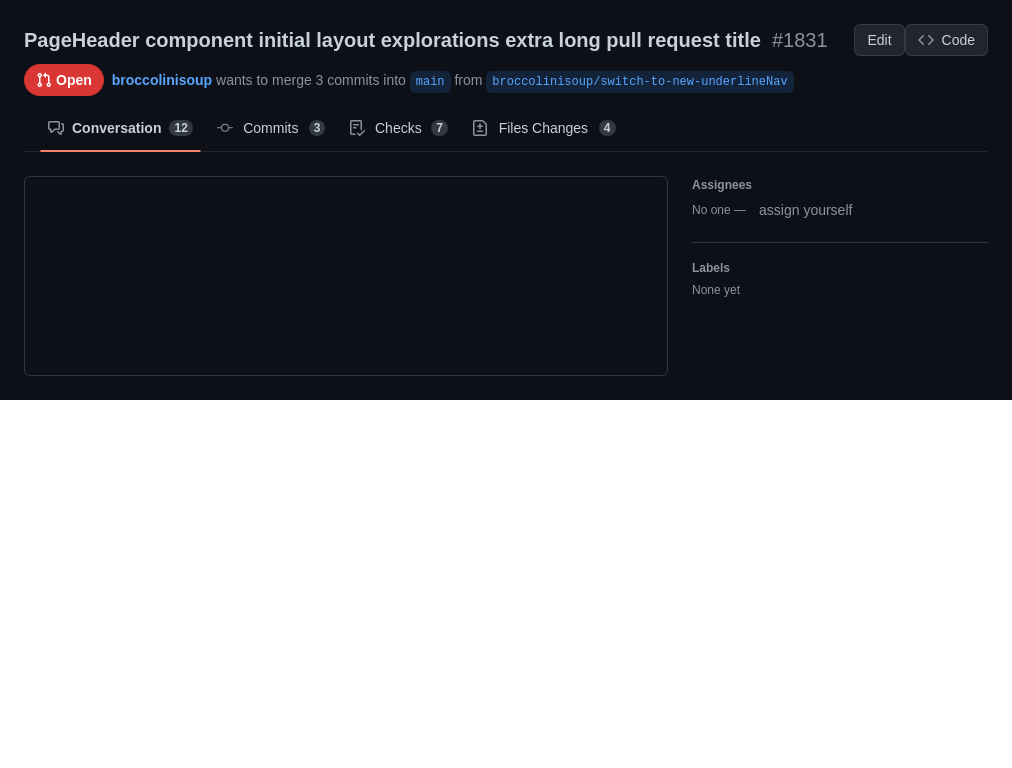 PageHeader component initial layout explorations extra long pull request title #1831
Edit
Code
Open
broccolinisoup wants to merge 3 commits into main from broccolinisoup/switch-to-new-underlineNav
Conversation 12
Commits 3
Checks 7
Files Changes 4
Assignees
No one — assign yourself
Labels
None yet